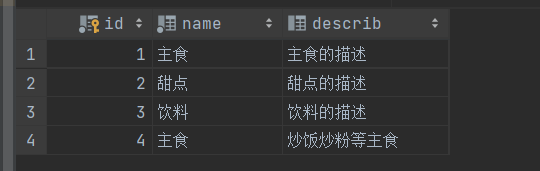 id name describ
1 1 主食 主食的描述
2 2 甜点 甜点的描述
3 3 饮料 饮料的描述
4 4 主食 炒饭炒粉等主食